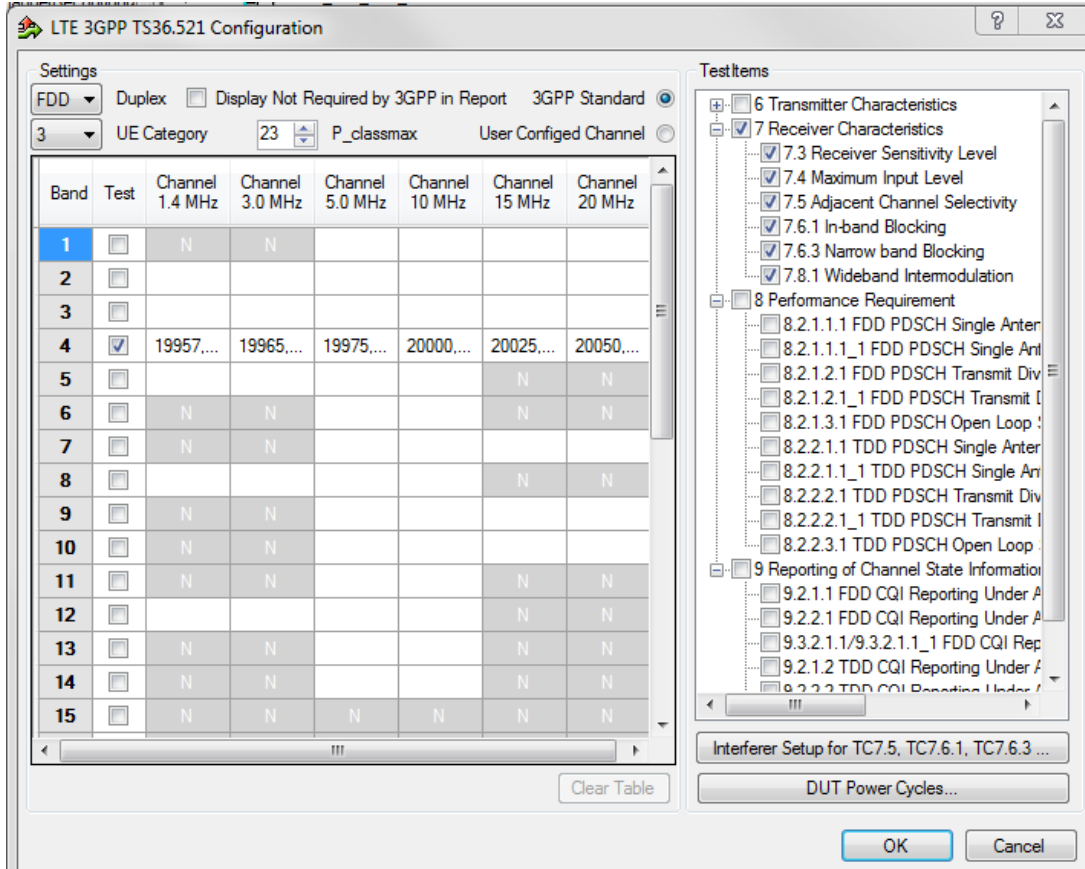 LTE 3GPP TS36.521 Configuration
Settings
FDD Duplex Display Not Required by 3GPP in Report 3GPP Standard
3 UE Category 23 P_classmax User Configed Channel
Band Test Channel 1.4 MHz Channel 3.0 MHz Channel 5.0 MHz Channel 10 MHz Channel 15 MHz Channel 20 MHz
1 N N
2
3
4 19957,... 19965,... 19975,... 20000,... 20025,... 20050,...
5 N N
6 N N N N
7 N N
8 N N
9 N N
10 N N
11 N N N N
12 N N
13 N N N N
14 N N N N
15 N N N N N N
Clear Table
TestItems
6 Transmitter Characteristics
7 Receiver Characteristics
7.3 Receiver Sensitivity Level
7.4 Maximum Input Level
7.5 Adjacent Channel Selectivity
7.6.1 In-band Blocking
7.6.3 Narrow band Blocking
7.8.1 Wideband Intermodulation
8 Performance Requirement
8.2.1.1.1 FDD PDSCH Single Anten
8.2.1.1.1_1 FDD PDSCH Single Ant
8.2.1.2.1 FDD PDSCH Transmit Div
8.2.1.2.1_1 FDD PDSCH Transmit
8.2.1.3.1 FDD PDSCH Open Loop
8.2.2.1.1 TDD PDSCH Single Anter
8.2.2.1.1_1 TDD PDSCH Single An
8.2.2.2.1 TDD PDSCH Transmit Div
8.2.2.2.1_1 TDD PDSCH Transmit
8.2.2.3.1 TDD PDSCH Open Loop
9 Reporting of Channel State Information
9.2.1.1 FDD CQI Reporting Under A
9.2.2.1 FDD CQI Reporting Under A
9.3.2.1.1/9.3.2.1.1_1 FDD CQI Rep
9.2.1.2 TDD CQI Reporting Under A
9.2.2.2 TDD CQI Reporting Under
Interferer Setup for TC7.5, TC7.6.1, TC7.6.3 ...
DUT Power Cycles...
OK Cancel